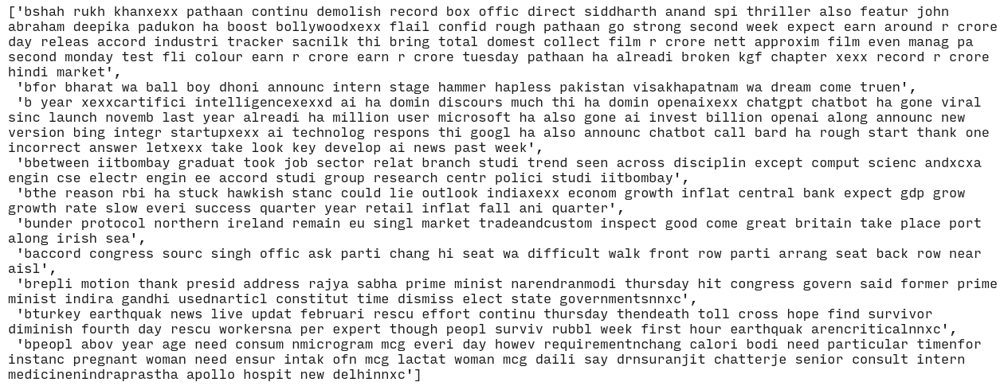 ['bshah rukh khanxexx pathaan continu demolish record box offic direct siddharth anand spi thriller also featur john
abraham deepika padukon ha boost bollywoodxexx flail confid rough pathaan go strong second week expect earn around r crore
day releas accord industri tracker sacnilk thi bring total domest collect film r crore nett approxim film even manag pa
second monday test fli colour earn r crore earn r crore tuesday pathaan ha alreadi broken kgf chapter xexx record r crore
hindi market',
'bfor bharat wa ball boy dhoni announc intern stage hammer hapless pakistan visakhapatnam wa dream come truen',
'b year xexxcartifici intelligencexexxd ai ha domin discours much thi ha domin openaixexx chatgpt chatbot ha gone viral
sinc launch novemb last year alreadi ha million user microsoft ha also gone ai invest billion openai along announc new
version bing integr startupxexx ai technolog respons thi googl ha also announc chatbot call bard ha rough start thank one
incorrect answer letxexx take look key develop ai news past week',
'bbetween iitbombay graduat took job sector relat branch studi trend seen across disciplin except comput scienc andxcxa
engin cse electr engin ee accord studi group research centr polici studi iitbombay',
'bthe reason rbi ha stuck hawkish stanc could lie outlook indiaxexx econom growth inflat central bank expect gdp grow
growth rate slow everi success quarter year retail inflat fall ani quarter',
'bunder protocol northern ireland remain eu singl market tradeandcustom inspect good come great britain take place port
along irish sea',
'baccord congress sourc singh offic ask parti chang hi seat wa difficult walk front row parti arrang seat back row near
aisl',
'brepli motion thank presid address rajya sabha prime minist narendranmodi thursday hit congress govern said former prime
minist indira gandhi usednarticl constitut time dismiss elect state governmentsnnxc',
'bturkey earthquak news live updat februari rescu effort continu thursday thendeath toll cross hope find survivor
diminish fourth day rescu workersna per expert though peopl surviv rubbl week first hour earthquak arencriticalnnxc',
'bpeopl abov year age need consum nmicrogram mcg everi day howev requirementnchang calori bodi need particular timenfor
instanc pregnant woman need ensur intak ofn mcg lactat woman mcg daili say drnsuranjit chatterje senior consult intern
medicinenindraprastha apollo hospit new delhinnxc']